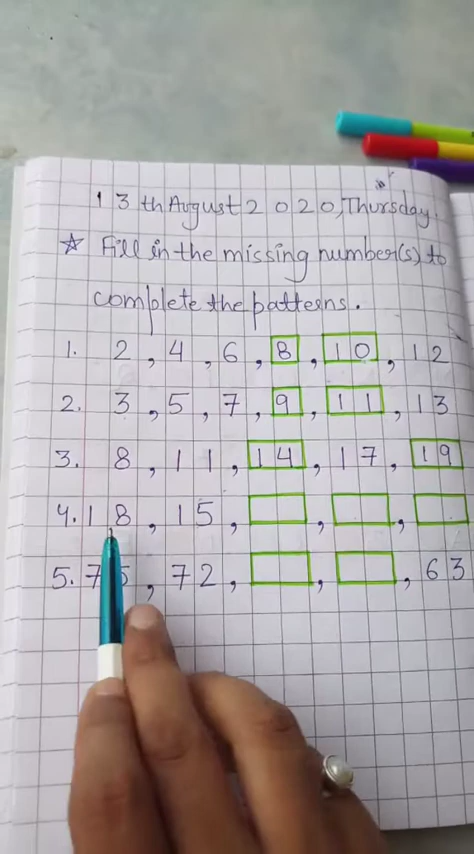 13th August 2020, Thursday.
☆ Fill in the missing number(s) to
complete the patterns.
1. 2, 4, 6, 8, 10, 12
2. 3, 5, 7, 9, 11, 13
3. 8, 11, 14, 17, 19
4. 18, 15, , ,
5. 75, 72, , , 63